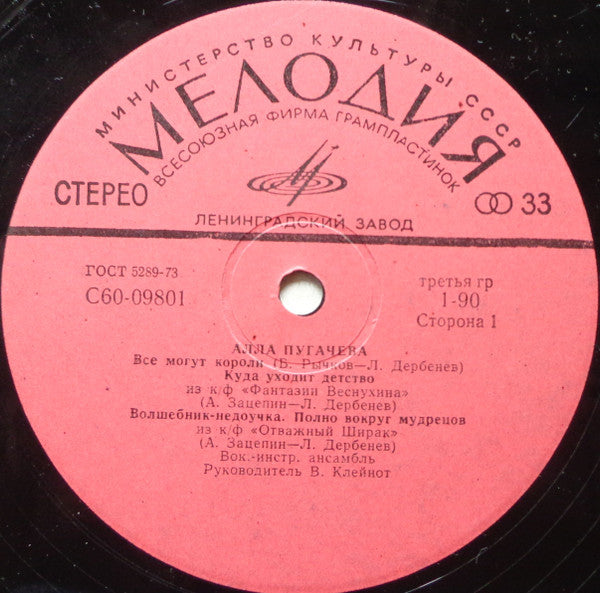 МИНИСТЕРСТВО КУЛЬТУРЫ СССР
МЕЛОДИЯ
ВСЕСОЮЗНАЯ ФИРМА ГРАМПЛАСТИНОК
СТЕРЕО
33
ЛЕНИНГРАДСКИЙ ЗАВОД
ГОСТ 5289-73
С60-09801
третья гр
1-90
Сторона 1
АЛЛА ПУГАЧЕВА
Все могут короли (Б. Рычков—Л. Дербенев)
Куда уходит детство
из к/ф «Фантазии Веснухина»
(А. Зацепин—Л. Дербенев)
Волшебник-недоучка. Полно вокруг мудрецов
из к/ф «Отважный Ширак»
(А. Зацепин—Л. Дербенев)
Вок.-инстр. ансамбль
Руководитель В. Клейнот